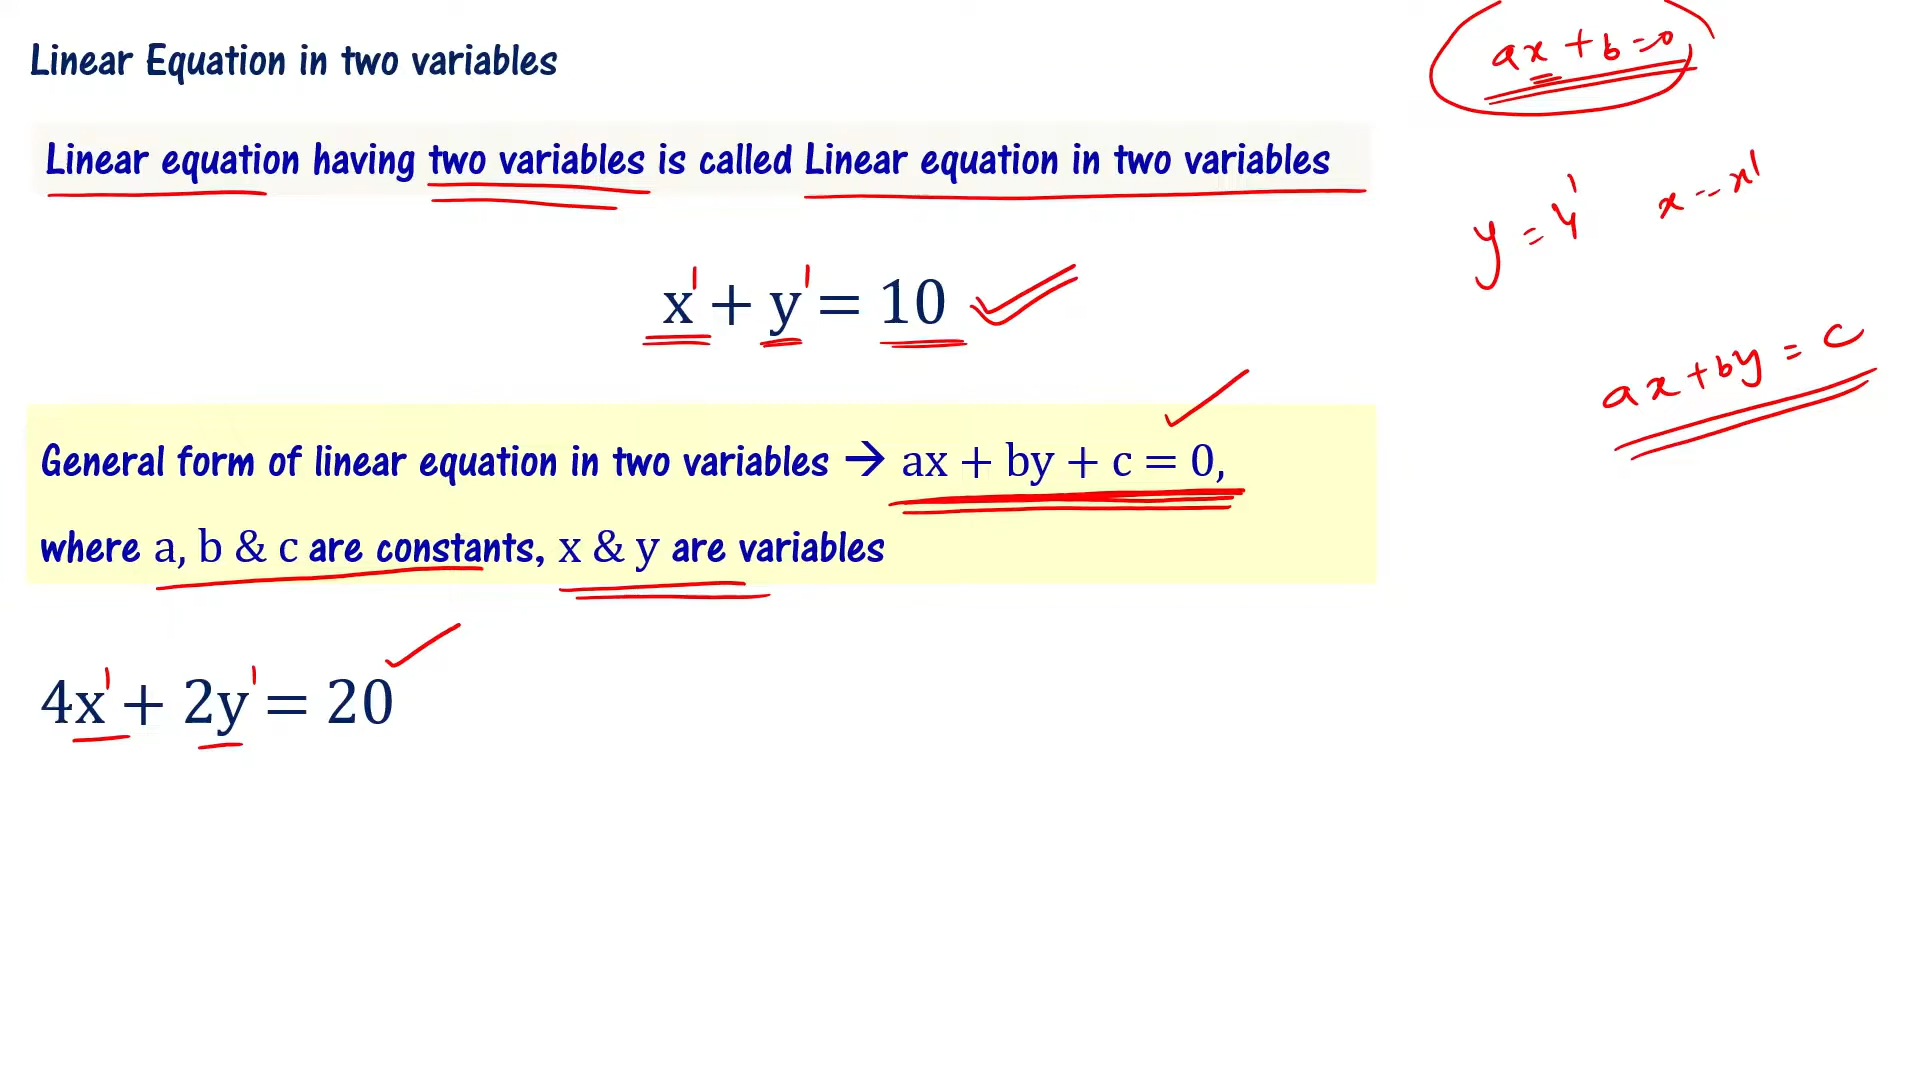 Linear Equation in two variables
ax + b = 0
Linear equation having two variables is called Linear equation in two variables
y = y¹   x = x¹
x¹ + y¹ = 10
ax + by = c
General form of linear equation in two variables → ax + by + c = 0,
where a, b & c are constants, x & y are variables
4x¹ + 2y¹ = 20